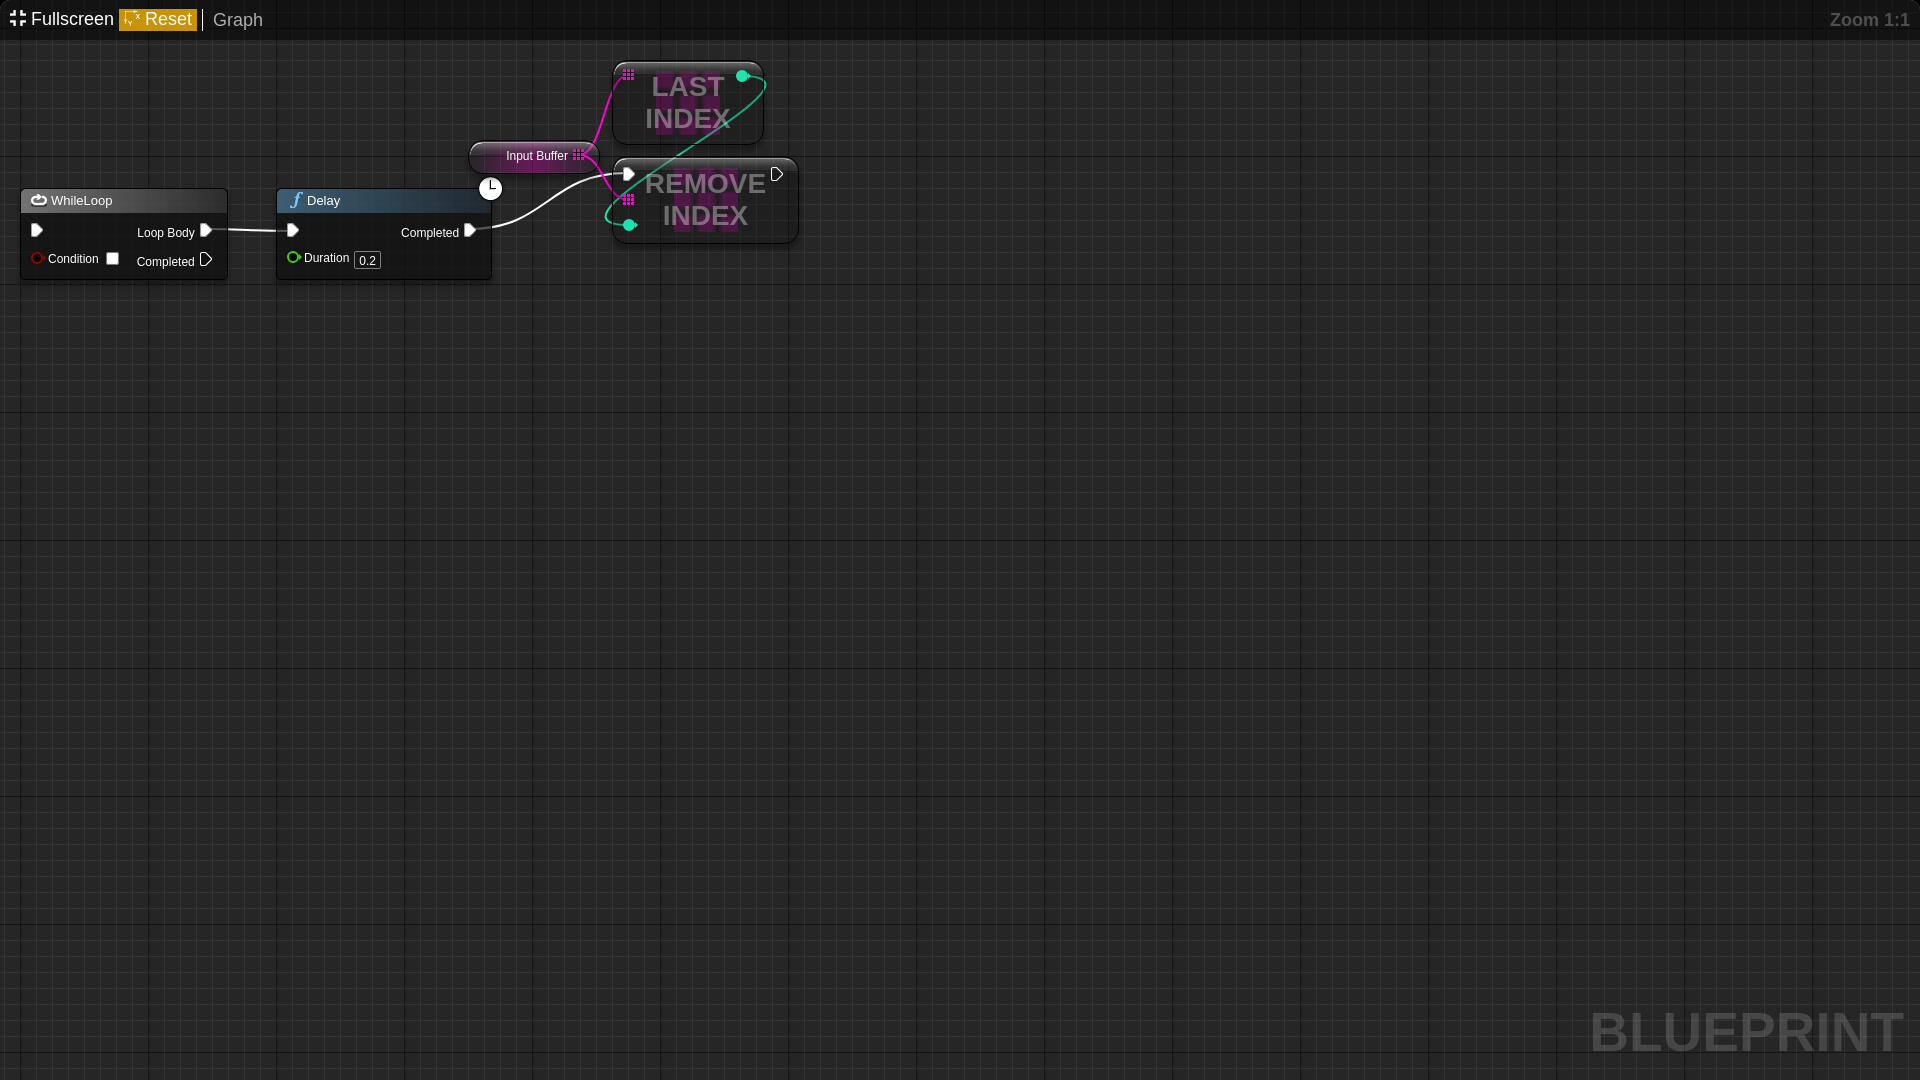 Fullscreen Reset Graph Zoom 1:1
LAST
INDEX
Input Buffer
REMOVE
INDEX
WhileLoop
Loop Body
Condition
Completed
Delay
Completed
Duration 0.2
BLUEPRINT